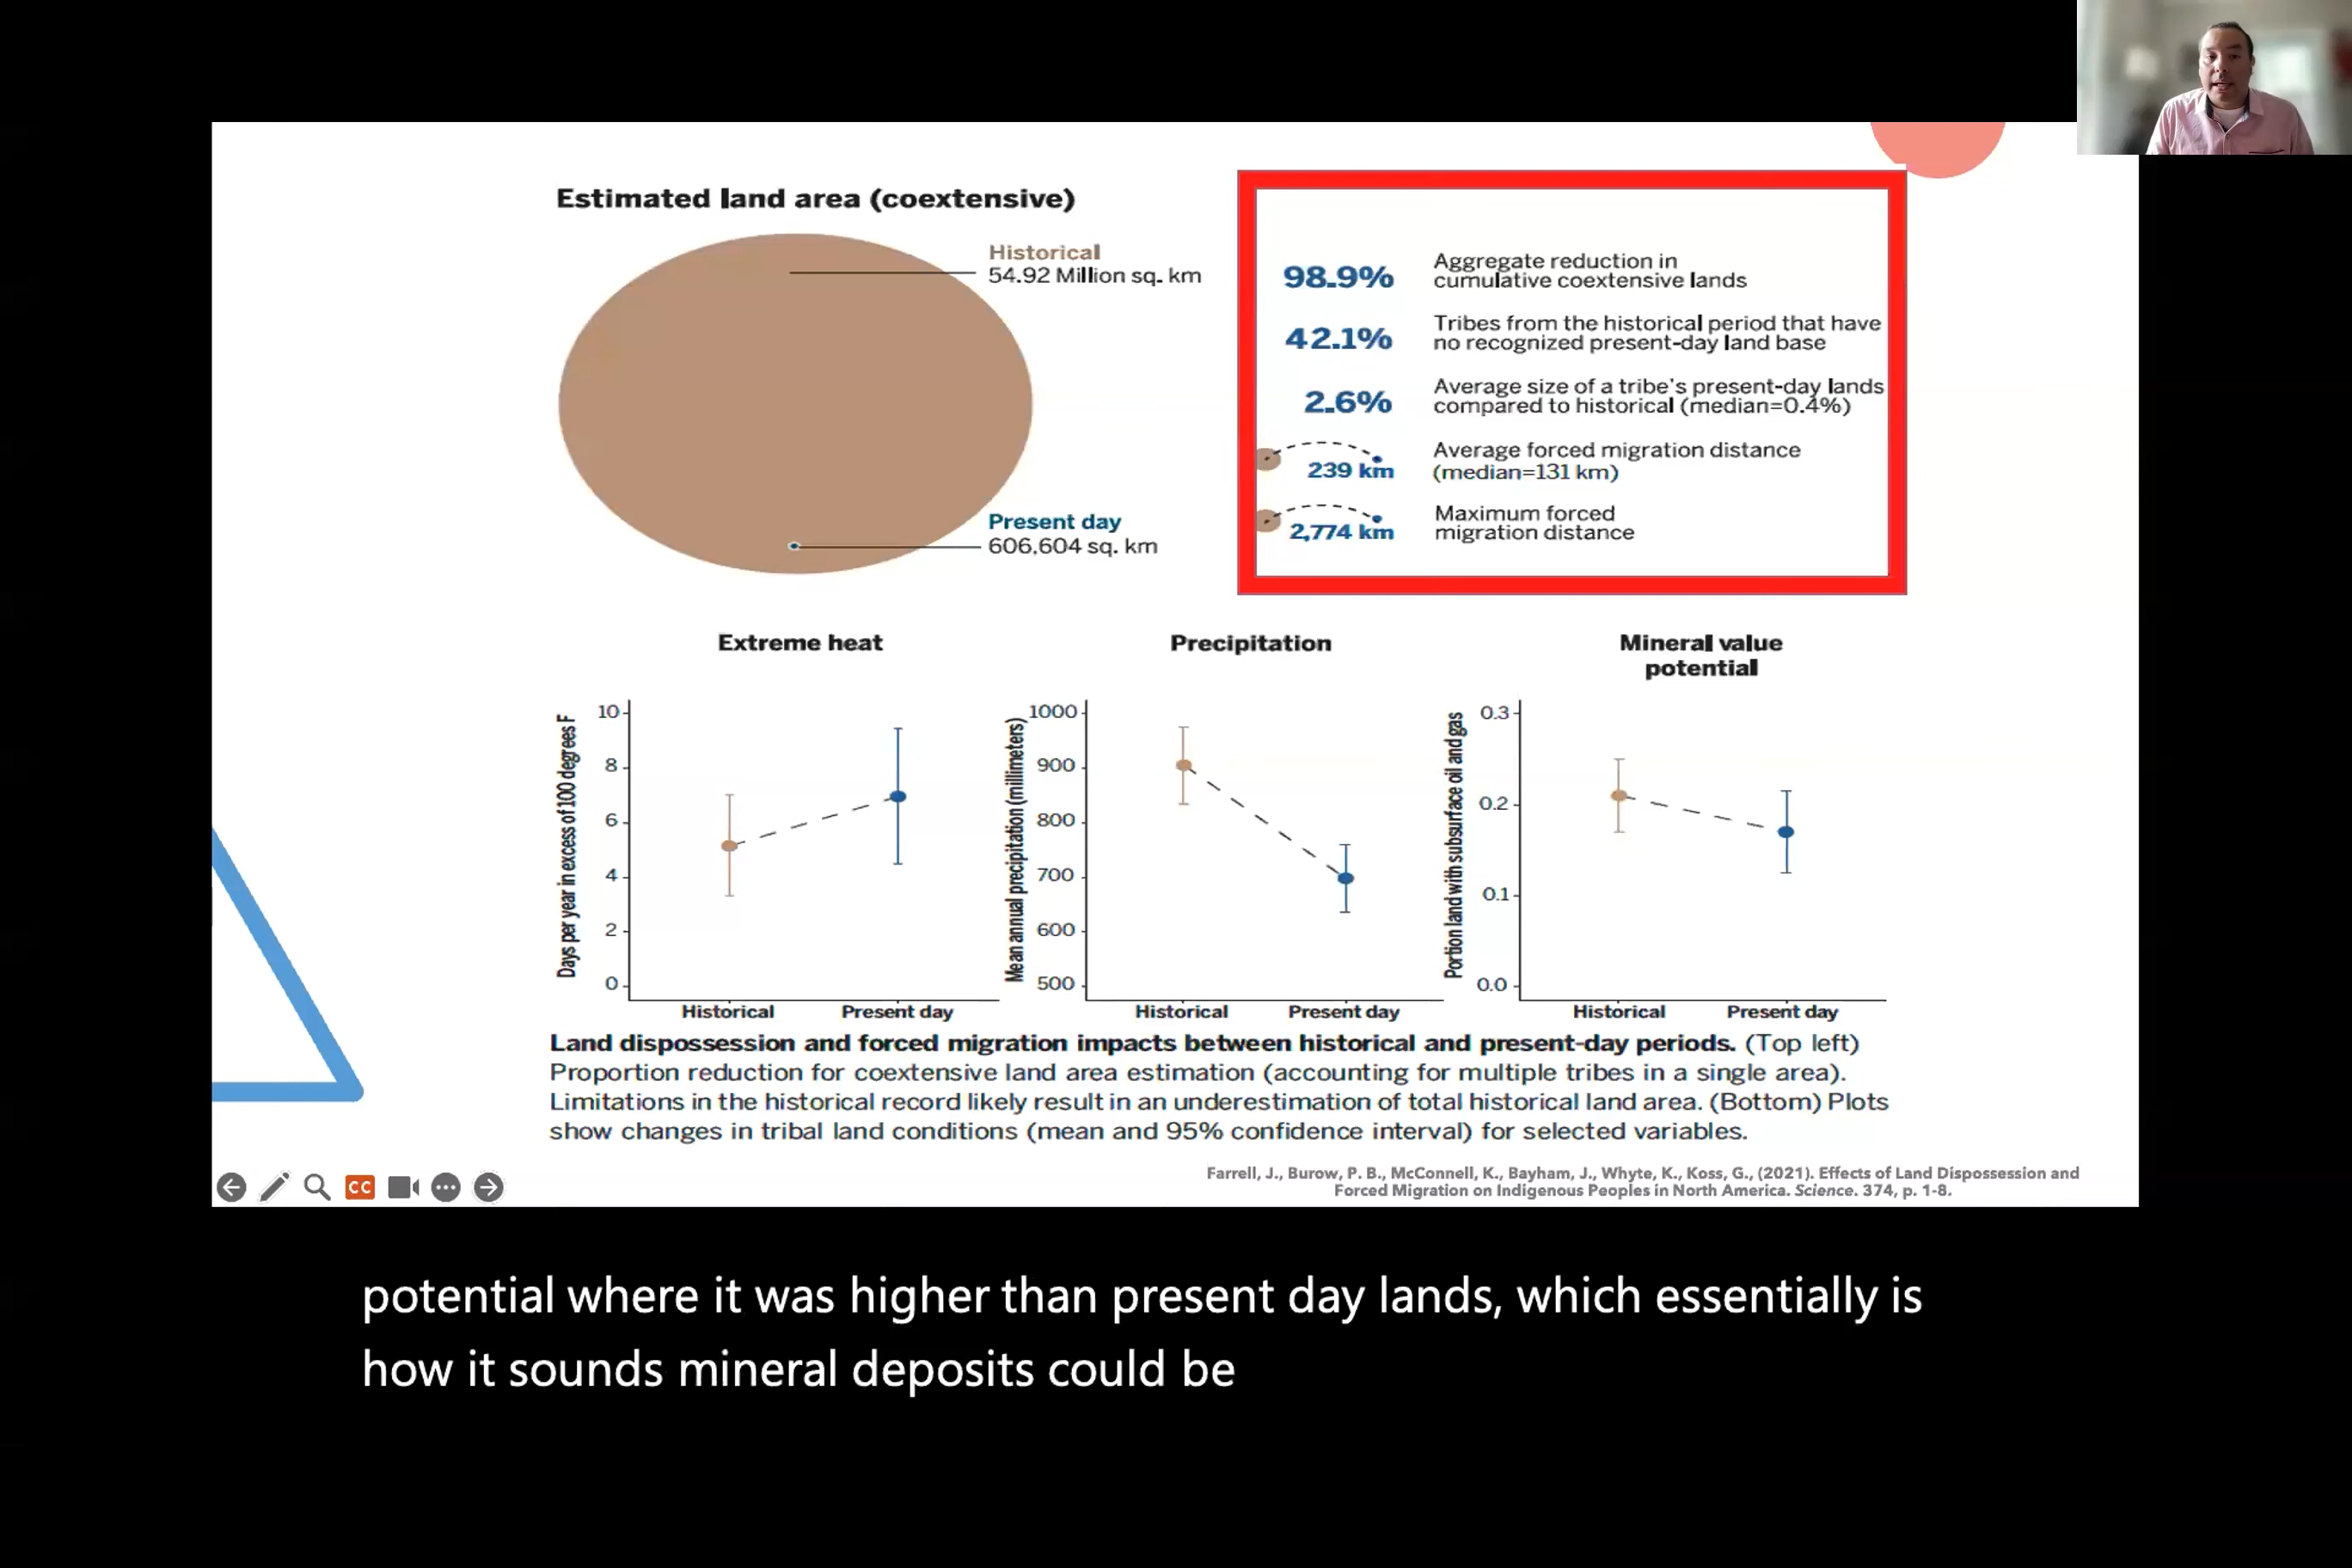 Estimated land area (coextensive)
Historical
54.92 Million sq. km
Present day
606,604 sq. km
98.9%
Aggregate reduction in
cumulative coextensive lands
42.1%
Tribes from the historical period that have
no recognized present-day land base
2.6%
Average size of a tribe's present-day lands
compared to historical (median=0.4%)
239 km
Average forced migration distance
(median=131 km)
2,774 km
Maximum forced
migration distance
Extreme heat
Days per year in excess of 100 degrees F
10
8
6
4
2
0
Historical
Present day
Precipitation
Mean annual precipitation (millimeters)
1000
900
800
700
600
500
Historical
Present day
Mineral value
potential
Portion land with subsurface oil and gas
0.3
0.2
0.1
0.0
Historical
Present day
Land dispossession and forced migration impacts between historical and present-day periods. (Top left)
Proportion reduction for coextensive land area estimation (accounting for multiple tribes in a single area).
Limitations in the historical record likely result in an underestimation of total historical land area. (Bottom) Plots
show changes in tribal land conditions (mean and 95% confidence interval) for selected variables.
CC
Farrell, J., Burow, P. B., McConnell, K., Bayham, J., Whyte, K., Koss, G., (2021). Effects of Land Dispossession and
Forced Migration on Indigenous Peoples in North America. Science. 374, p. 1-8.
potential where it was higher than present day lands, which essentially is
how it sounds mineral deposits could be